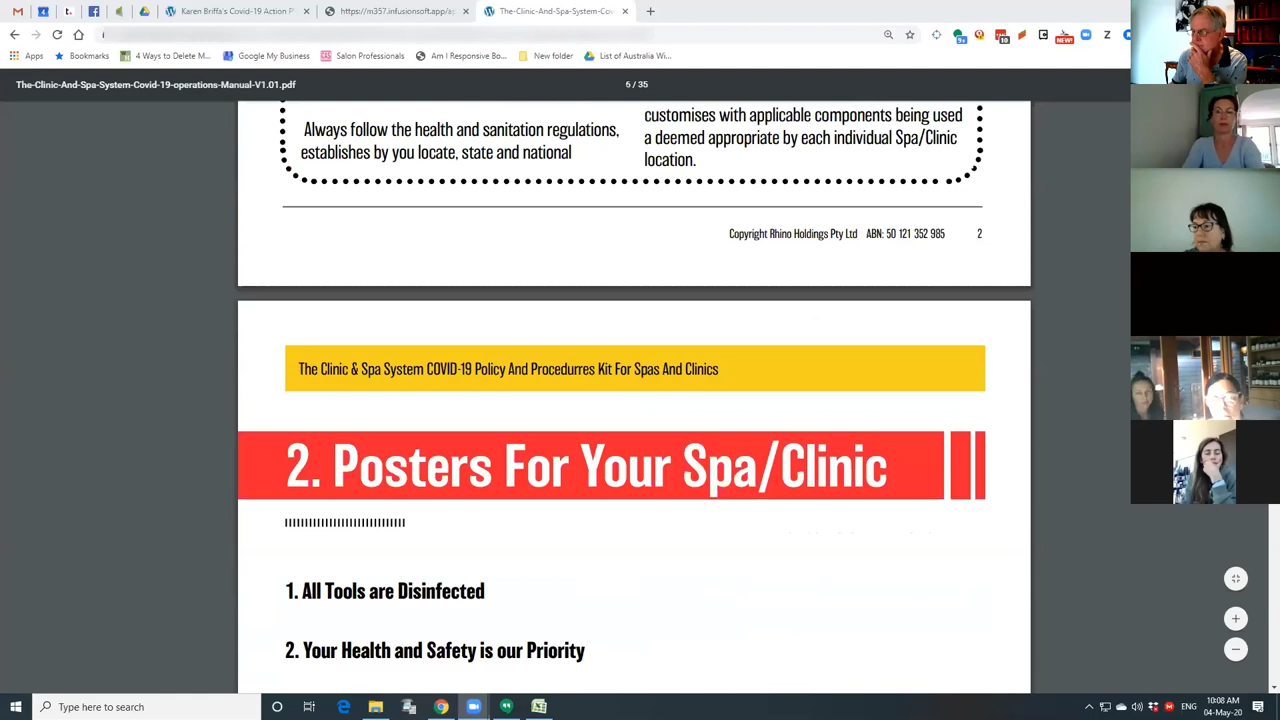 Karen Briffa's Covid-19 Action P
https://m357.infusionsoft.com/ap
The-Clinic-And-Spa-System-Cov
Apps
Bookmarks
4 Ways to Delete M...
Google My Business
Salon Professionals
Am I Responsive Bo...
New folder
List of Australia Wi...
9+
10
NEW!
Z
The-Clinic-And-Spa-System-Covid-19-operations-Manual-V1.01.pdf
6 / 35
Always follow the health and sanitation regulations,
establishes by you locate, state and national
customises with applicable components being used
a deemed appropriate by each individual Spa/Clinic
location.
Copyright Rhino Holdings Pty Ltd ABN: 50 121 352 985 2
The Clinic & Spa System COVID-19 Policy And Procedurres Kit For Spas And Clinics
2. Posters For Your Spa/Clinic
1. All Tools are Disinfected
2. Your Health and Safety is our Priority
Type here to search
ENG
10:08 AM
04-May-20